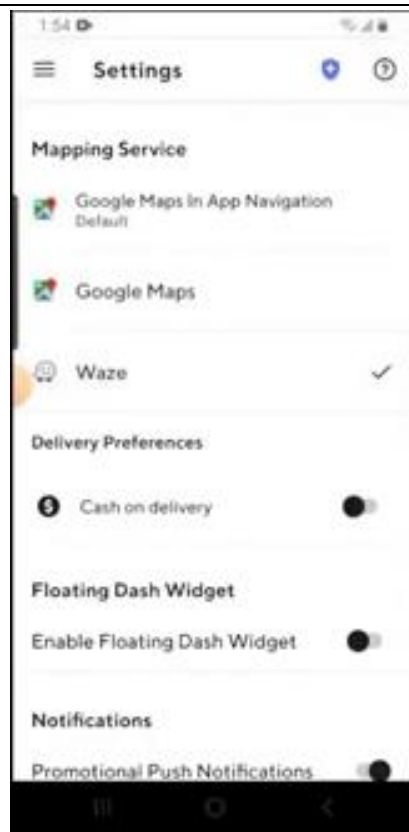 1:54
Settings
Mapping Service
Google Maps In App Navigation
Default
Google Maps
Waze
Delivery Preferences
Cash on delivery
Floating Dash Widget
Enable Floating Dash Widget
Notifications
Promotional Push Notifications